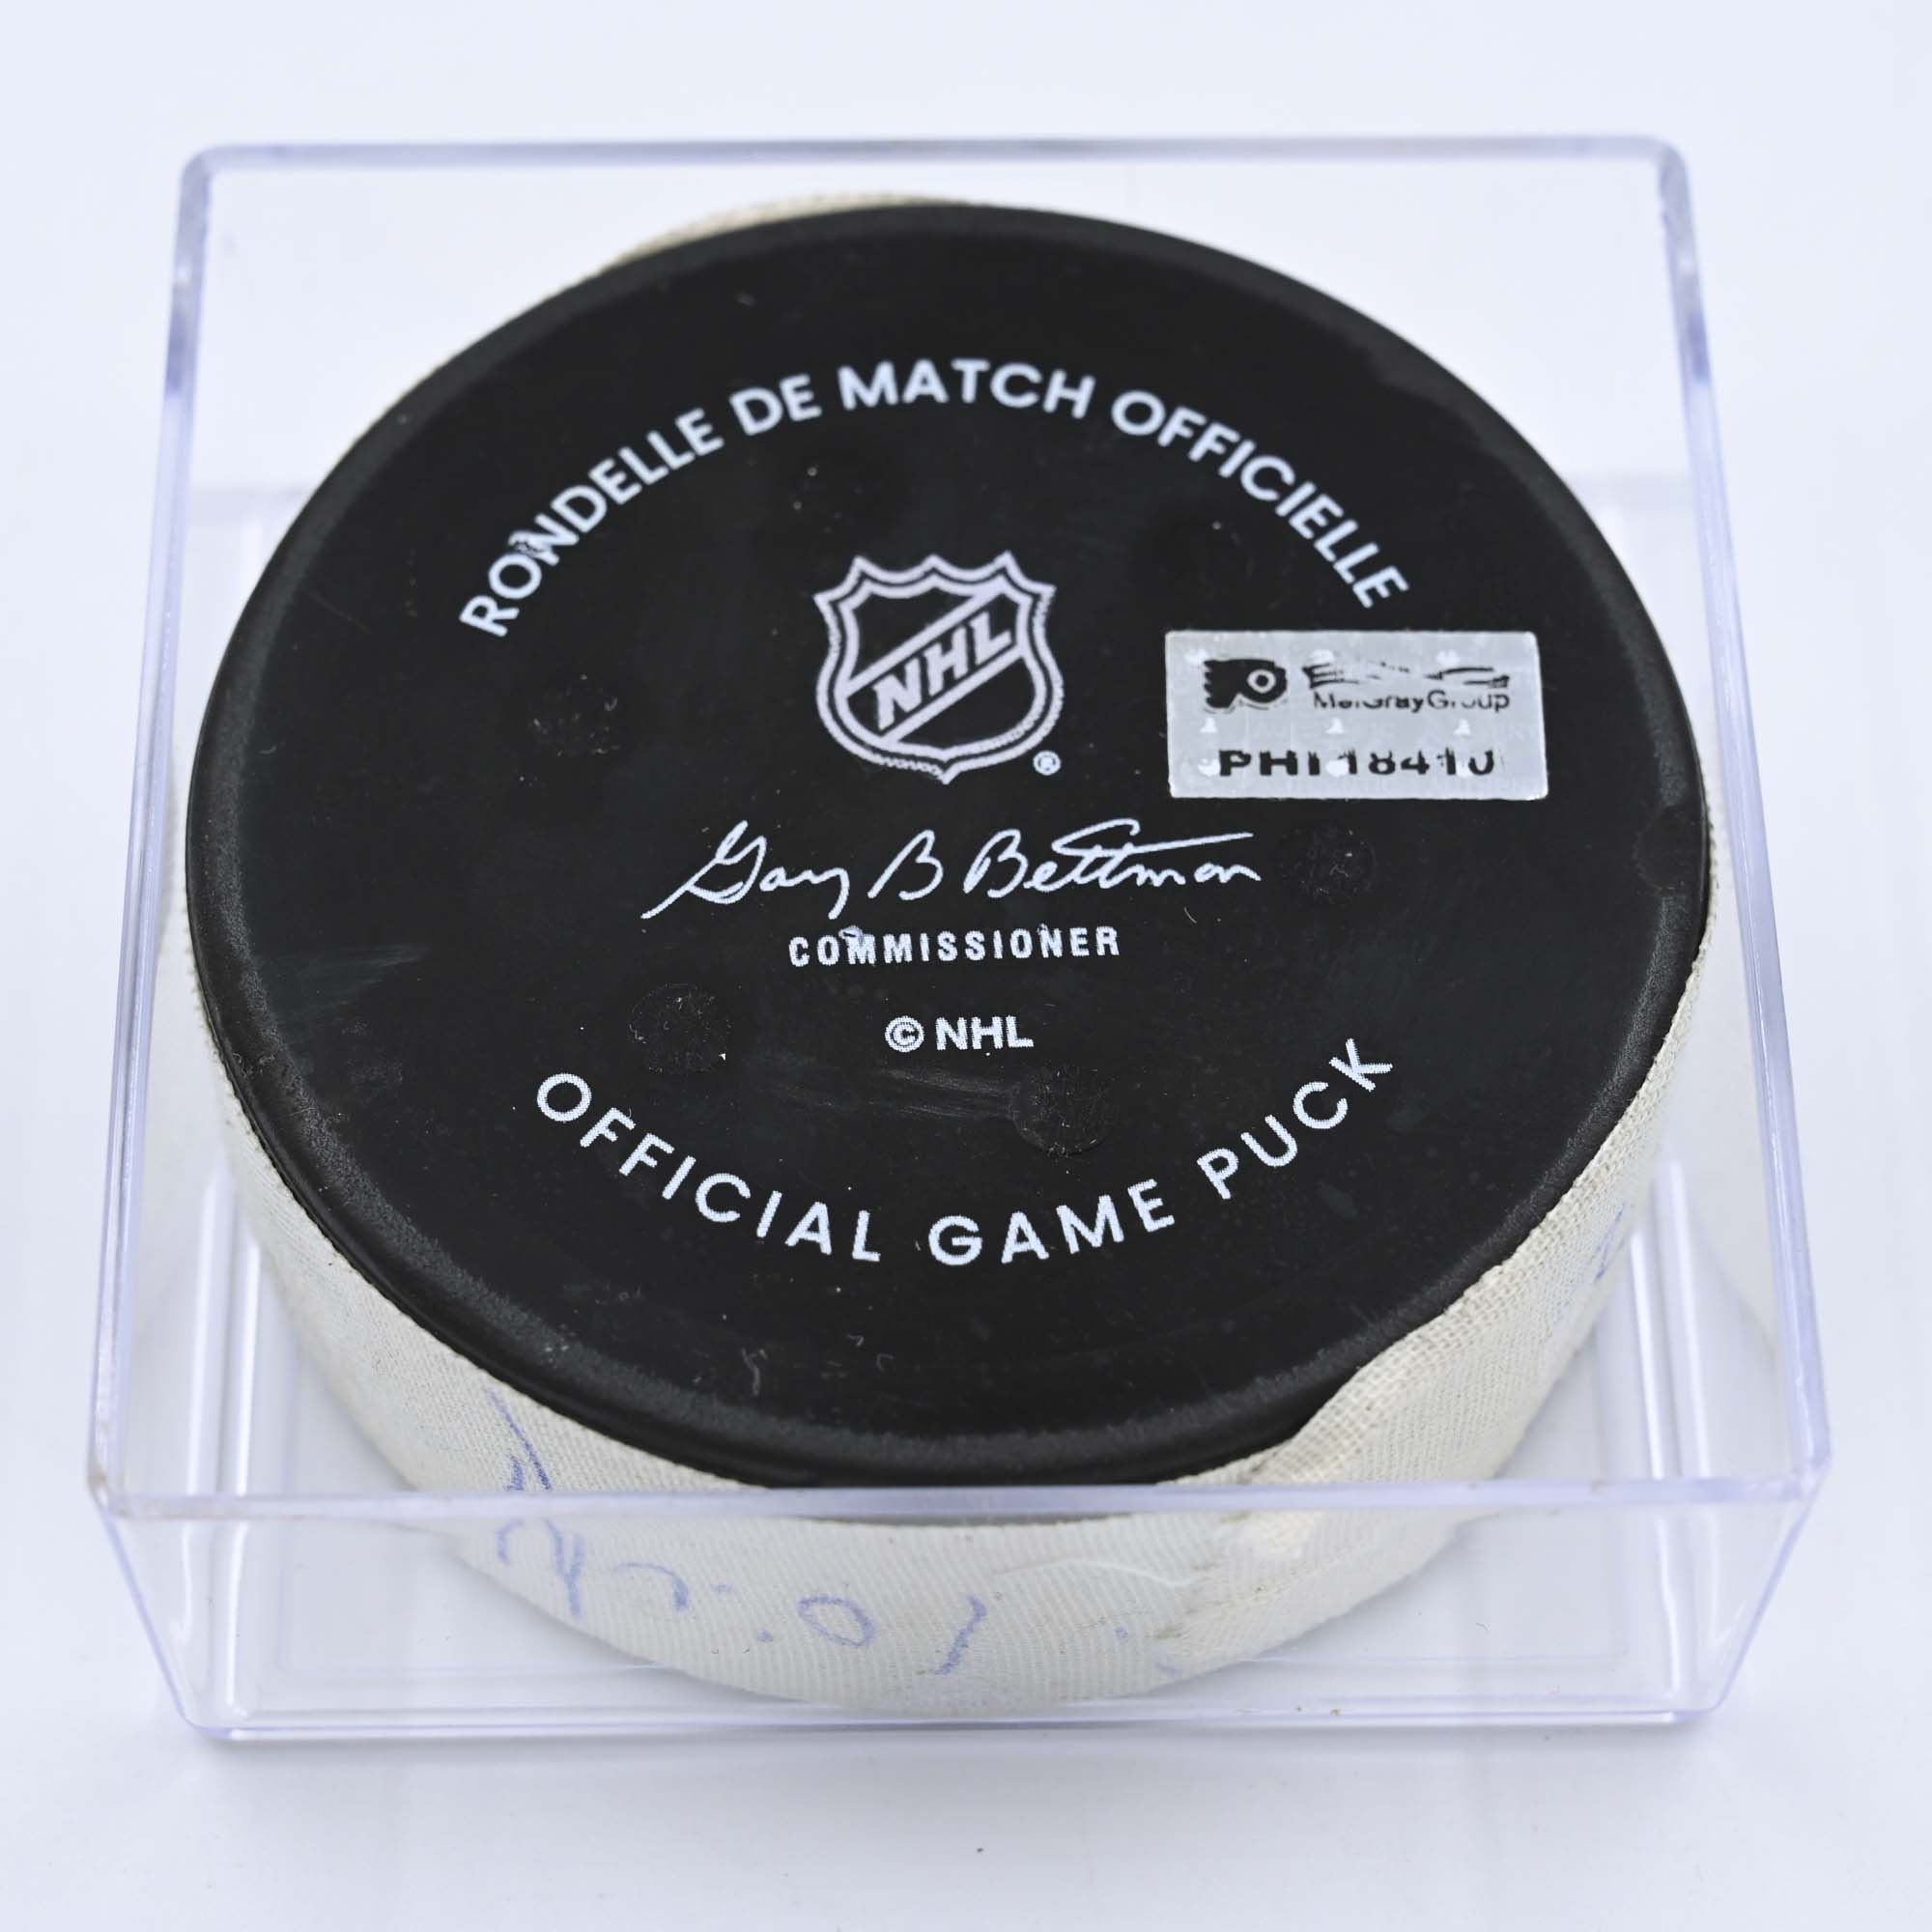 RONDELLE DE MATCH OFFICIELLE
NHL
®
MeiGrayGroup
Gary B Bettman
COMMISSIONER
© NHL
OFFICIAL GAME PUCK